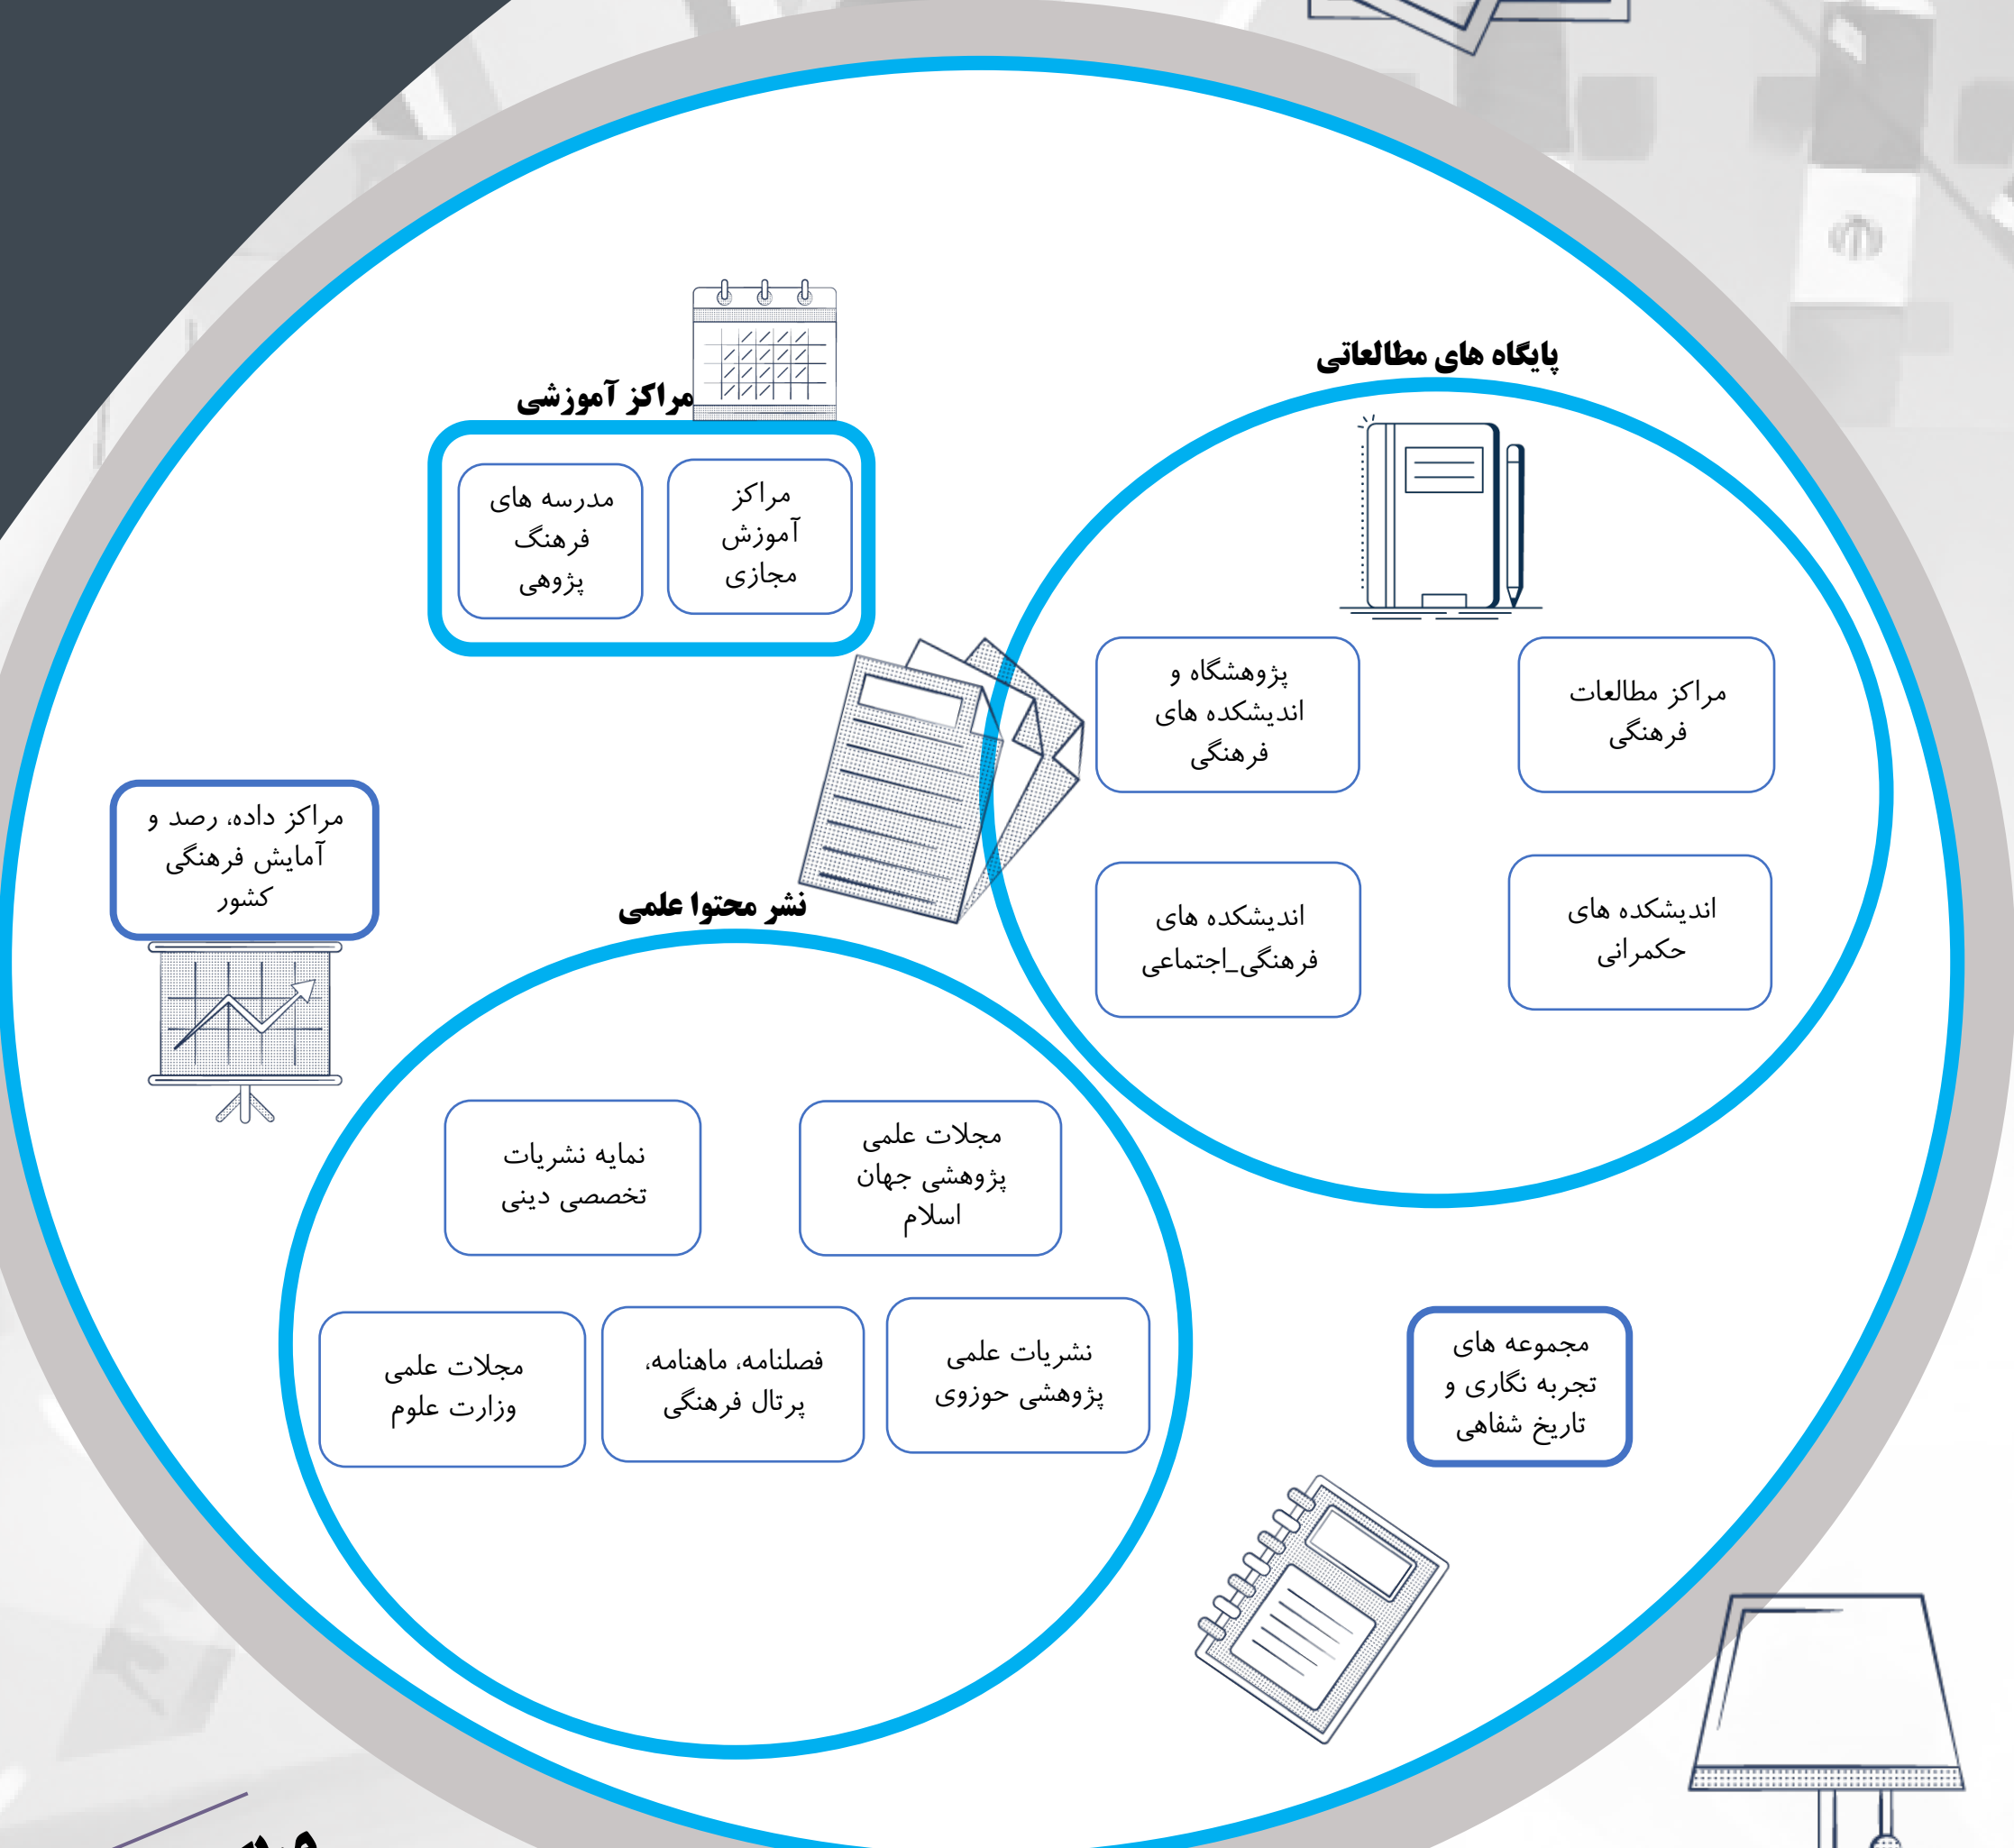 پایگاه های مطالعاتی
مراکز مطالعات
فرهنگی
پژوهشگاه و
اندیشکده های
فرهنگی
اندیشکده های
حکمرانی
اندیشکده های
فرهنگی_اجتماعی
مراکز آموزشی
مراکز
آموزش
مجازی
مدرسه های
فرهنگ
پژوهی
مراکز داده، رصد و
آمایش فرهنگی
کشور
نشر محتوا علمی
مجلات علمی
پژوهشی جهان
اسلام
نمایه نشریات
تخصصی دینی
نشریات علمی
پژوهشی حوزوی
فصلنامه، ماهنامه،
پرتال فرهنگی
مجلات علمی
وزارت علوم
مجموعه های
تجربه نگاری و
تاریخ شفاهی